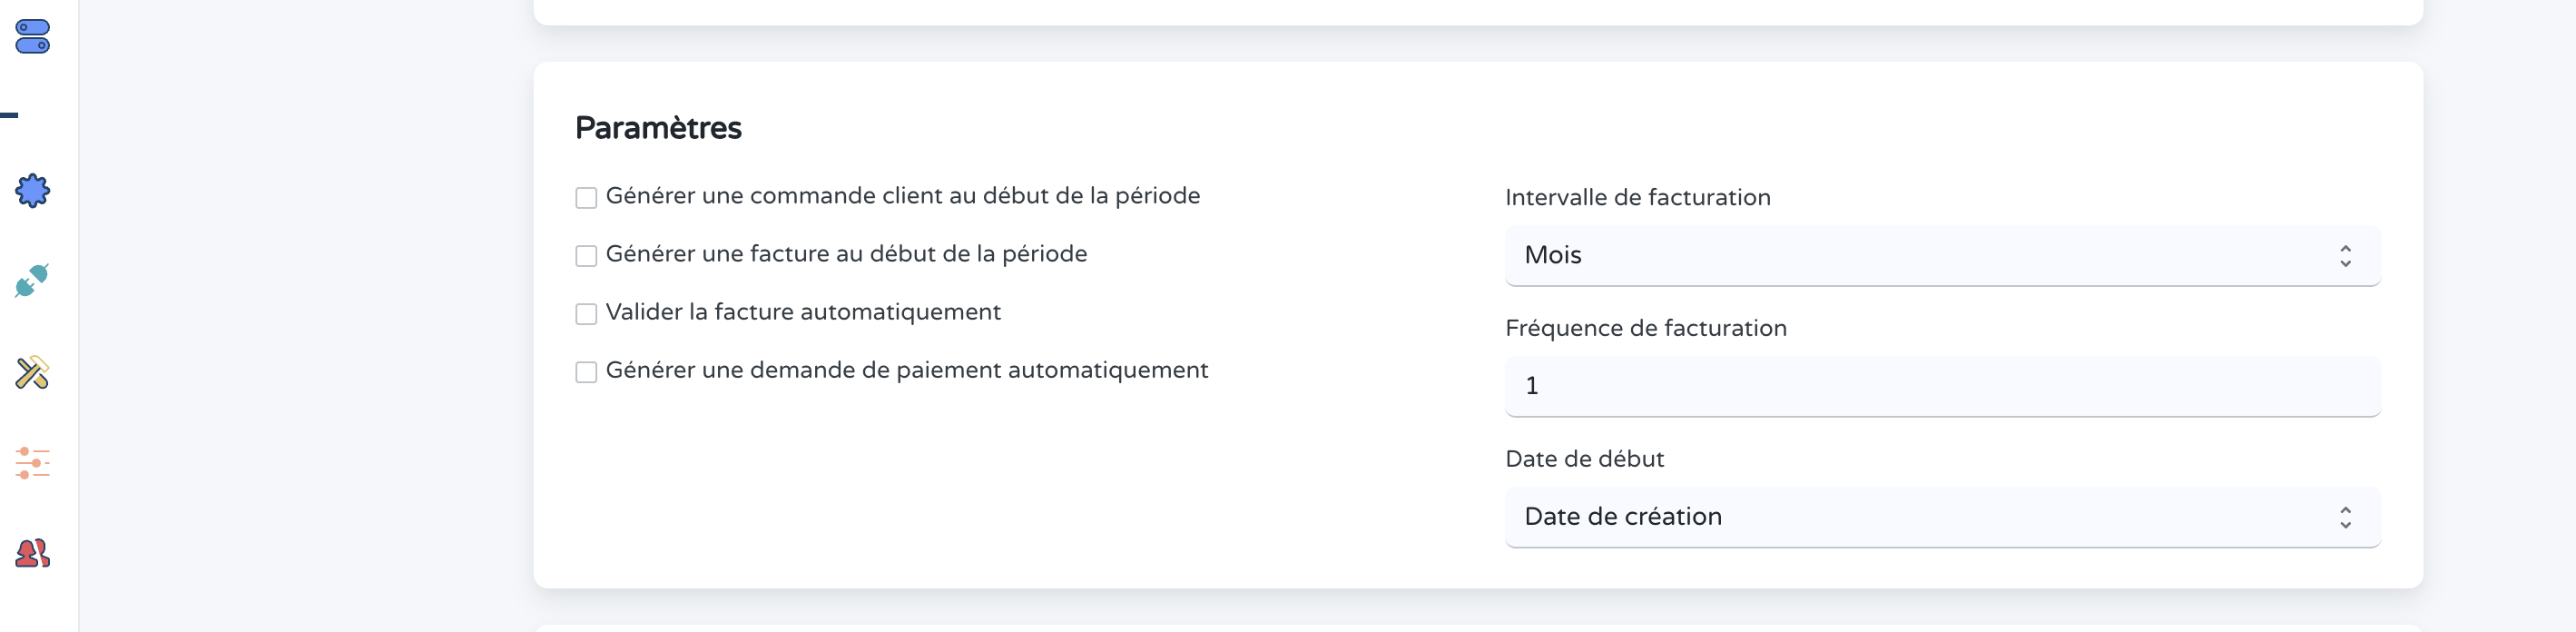 Paramètres
Générer une commande client au début de la période
Générer une facture au début de la période
Valider la facture automatiquement
Générer une demande de paiement automatiquement
Intervalle de facturation
Mois
Fréquence de facturation
1
Date de début
Date de création